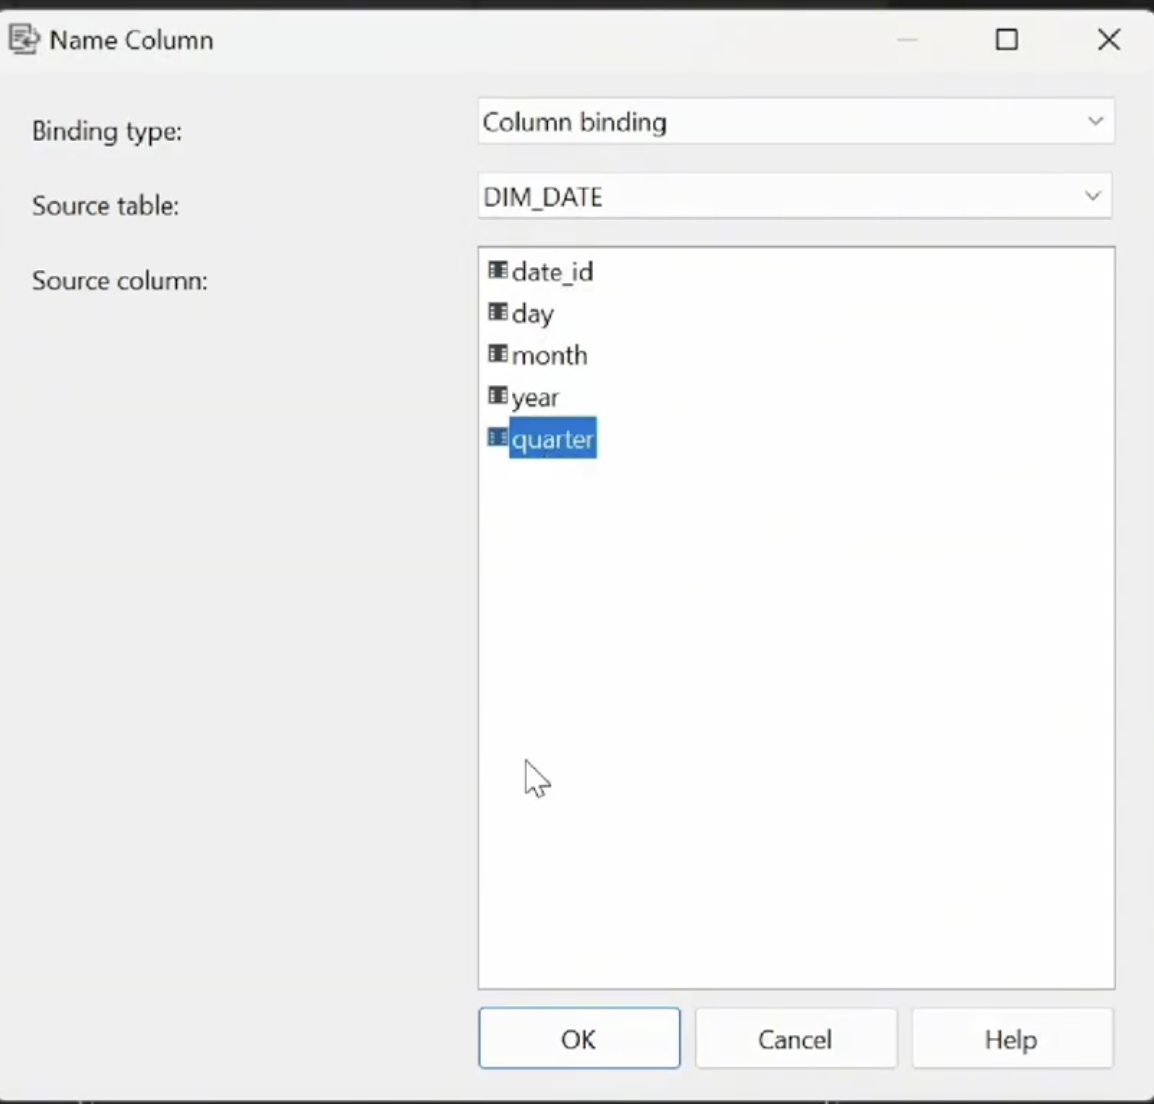 Name Column
Binding type:
Column binding
Source table:
DIM_DATE
Source column:
date_id
day
month
year
quarter
OK
Cancel
Help